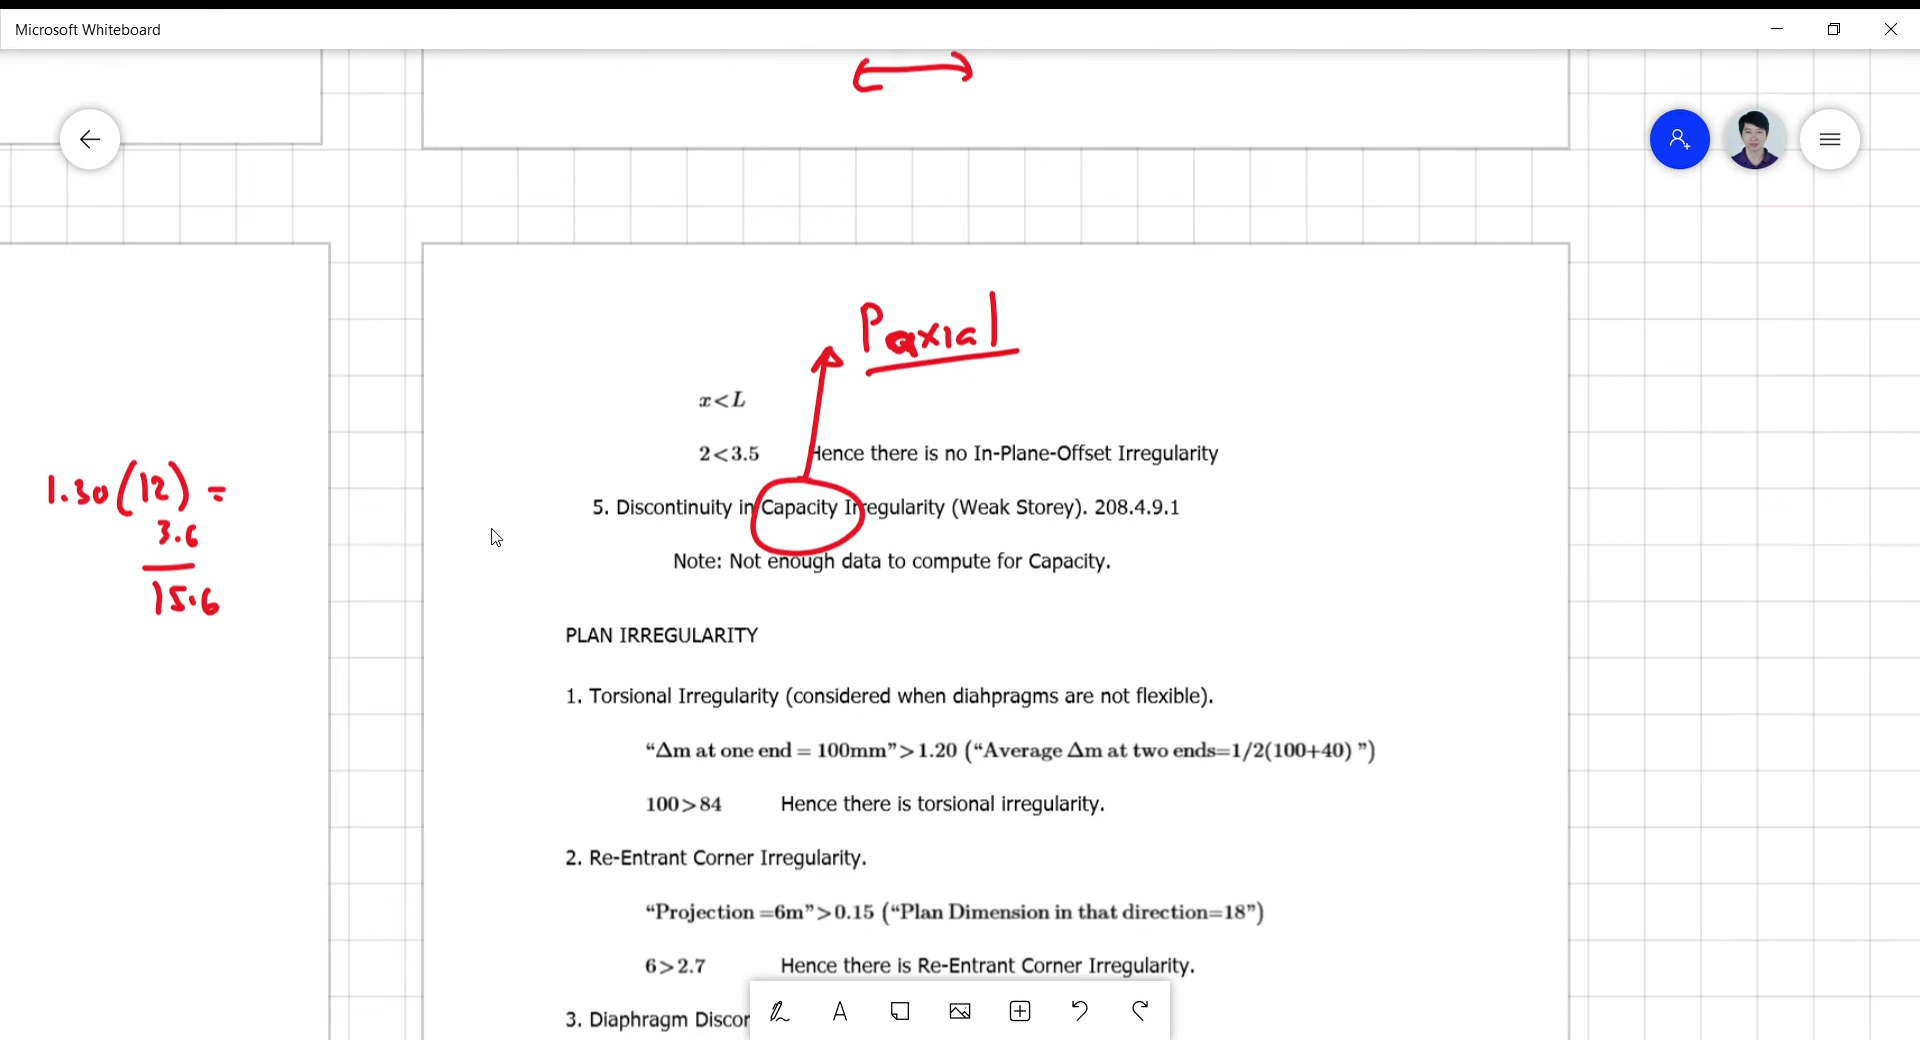 Microsoft Whiteboard
Paxial
x<L
2<3.5 Hence there is no In-Plane-Offset Irregularity
1.30(12) =
3.6
15.6
5. Discontinuity in Capacity Irregularity (Weak Storey). 208.4.9.1
Note: Not enough data to compute for Capacity.
PLAN IRREGULARITY
1. Torsional Irregularity (considered when diahpragms are not flexible).
“Δm at one end = 100mm”>1.20 (“Average Δm at two ends=1/2(100+40) ”)
100>84 Hence there is torsional irregularity.
2. Re-Entrant Corner Irregularity.
“Projection =6m”>0.15 (“Plan Dimension in that direction=18”)
6>2.7 Hence there is Re-Entrant Corner Irregularity.
3. Diaphragm Discon